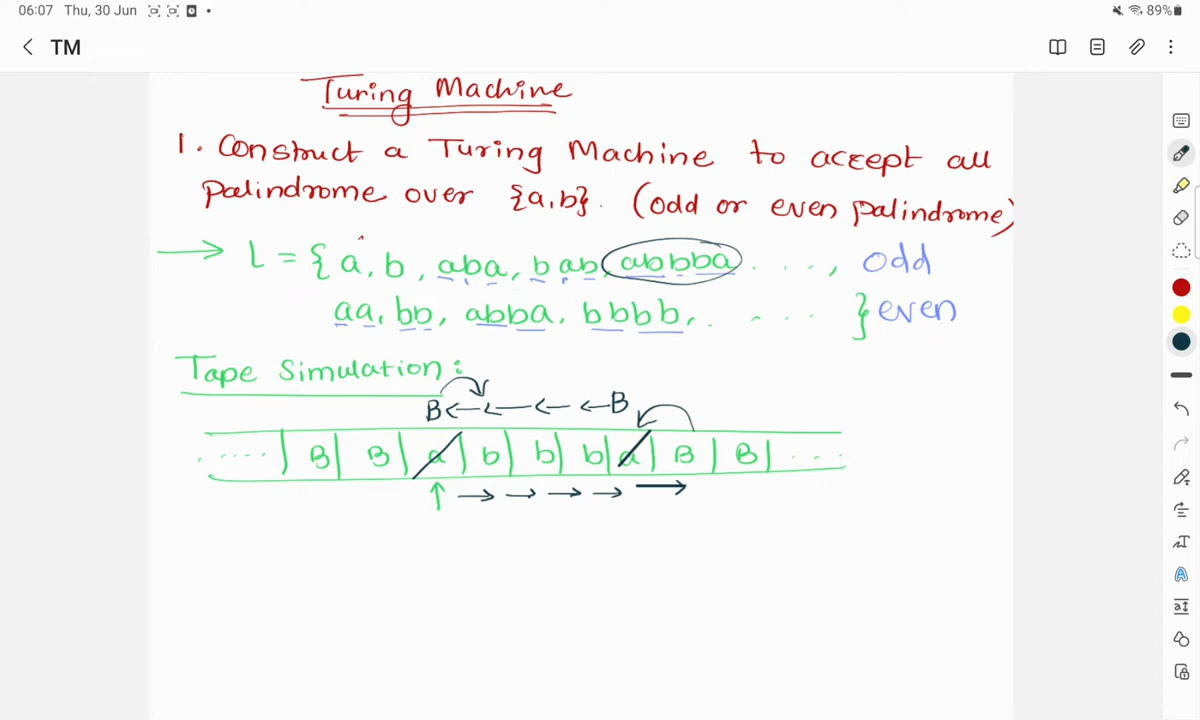 06:07 Thu, 30 Jun 89%
TM
Turing Machine
1. Construct a Turing Machine to accept all
palindrome over {a,b}. (odd or even palindrome)
L = {a, b, aba, bab, abbba ...., odd
aa, bb, abba, bbbb, ..... } even
Tape Simulation:
B ← ← ← ← B
..... | B | B | a | b | b | b | a | B | B | ...
↑ → → → → →